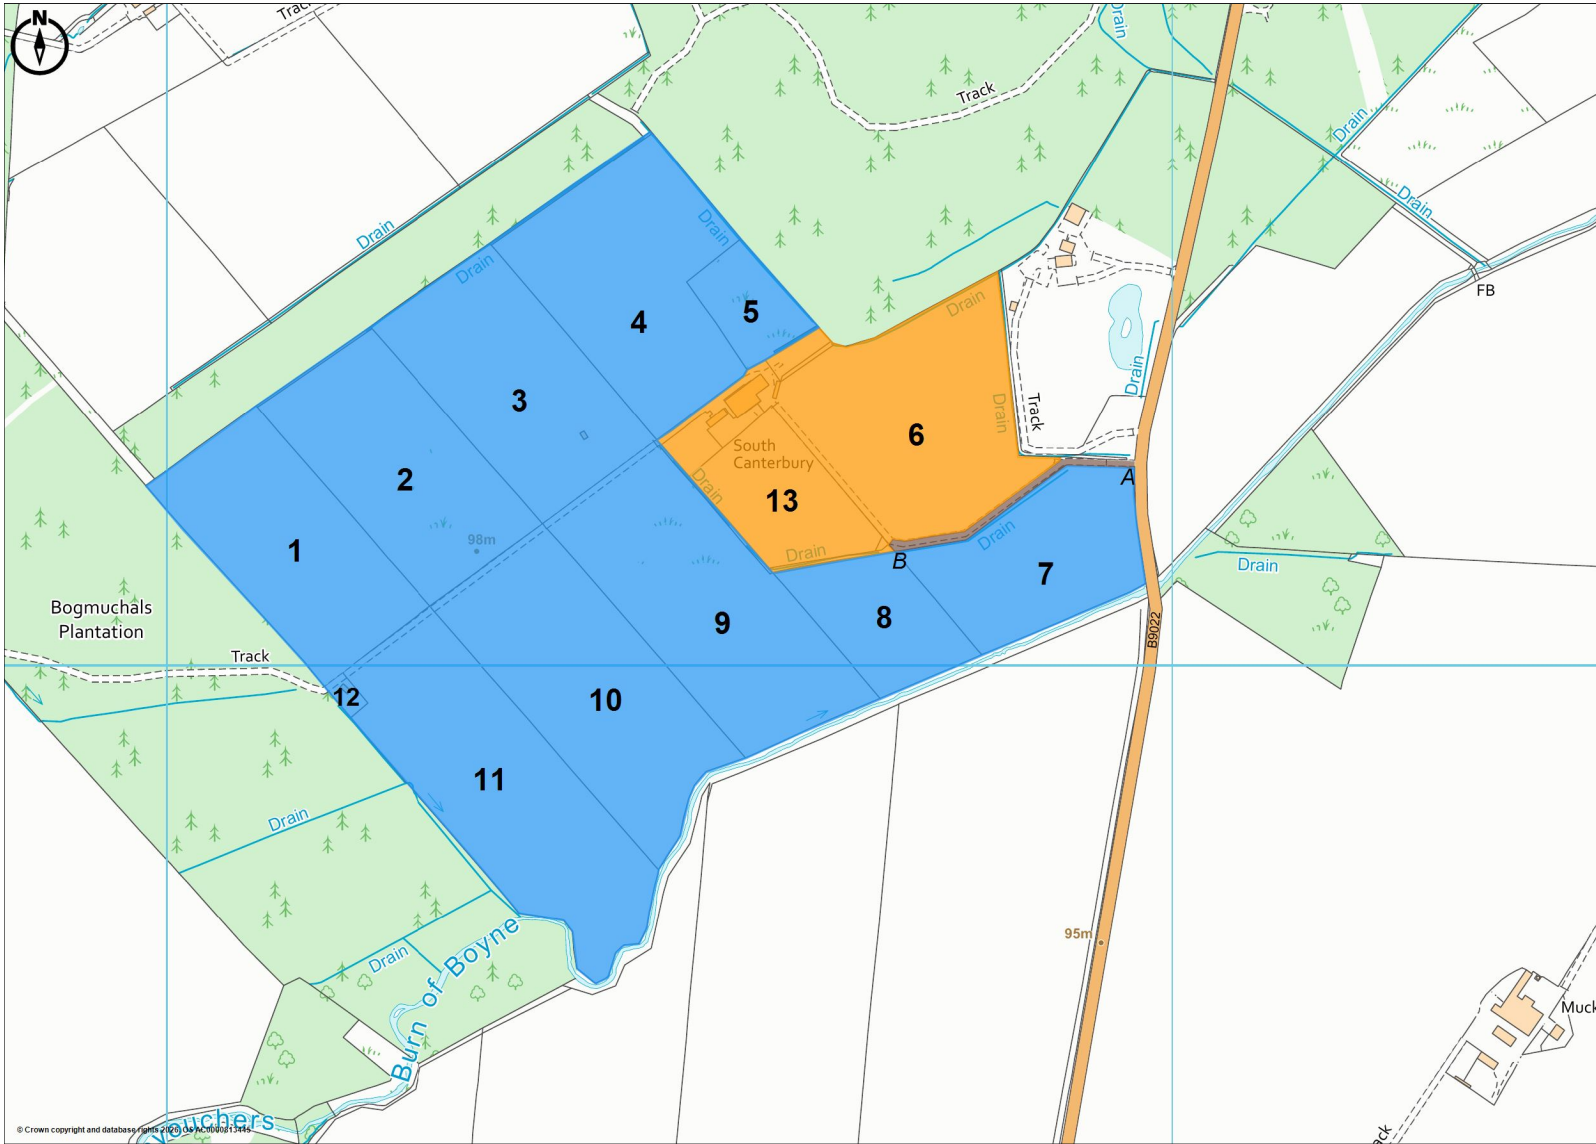 N
Track
Drain
Track
Drain
Drain
Drain
Drain
Drain
Drain
FB
4
5
Drain
3
Drain
Track
Drain
6
2
South
Canterbury
Drain
13
A
1
98m
Drain
Drain
B
Drain
7
Bogmuchals
Plantation
9
8
B9022
Track
12
10
11
Drain
95m
Drain
Burn of Boyne
Muck
© Crown copyright and database rights 2026. OS AC0000813445